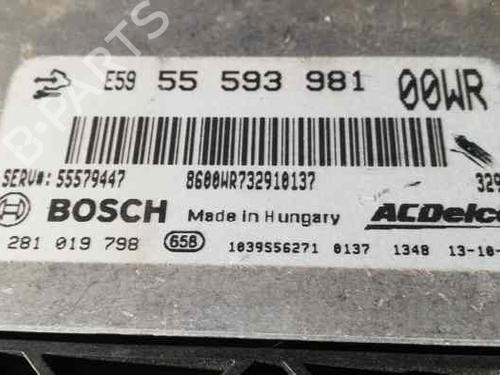 E59 55 593 981 00WR
SERV#: 55579447 8600WR732910137 329
BOSCH Made in Hungary ACDelco
281 019 798 658 1039S56271 0137 1348 13-10-
B-PARTS